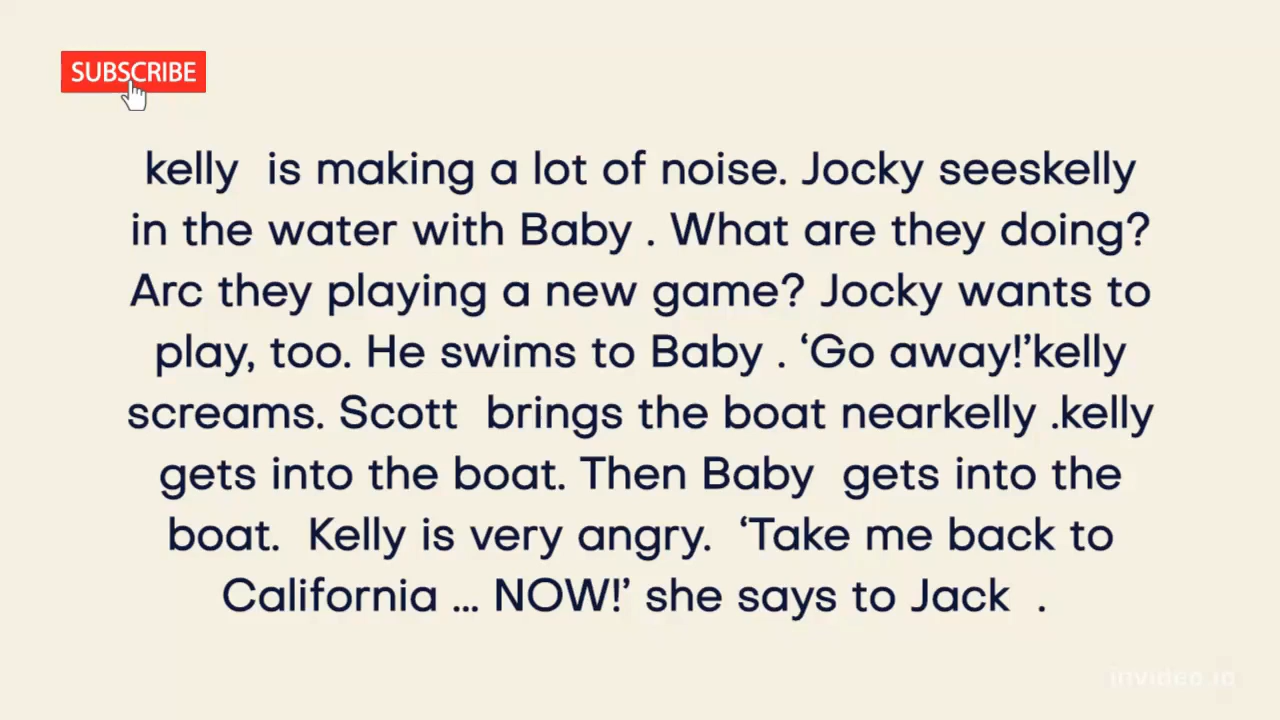 SUBSCRIBE
kelly is making a lot of noise. Jocky seeskelly
in the water with Baby . What are they doing?
Arc they playing a new game? Jocky wants to
play, too. He swims to Baby . ‘Go away!’kelly
screams. Scott brings the boat nearkelly .kelly
gets into the boat. Then Baby gets into the
boat. Kelly is very angry. ‘Take me back to
California ... NOW!’ she says to Jack .
invideo.io